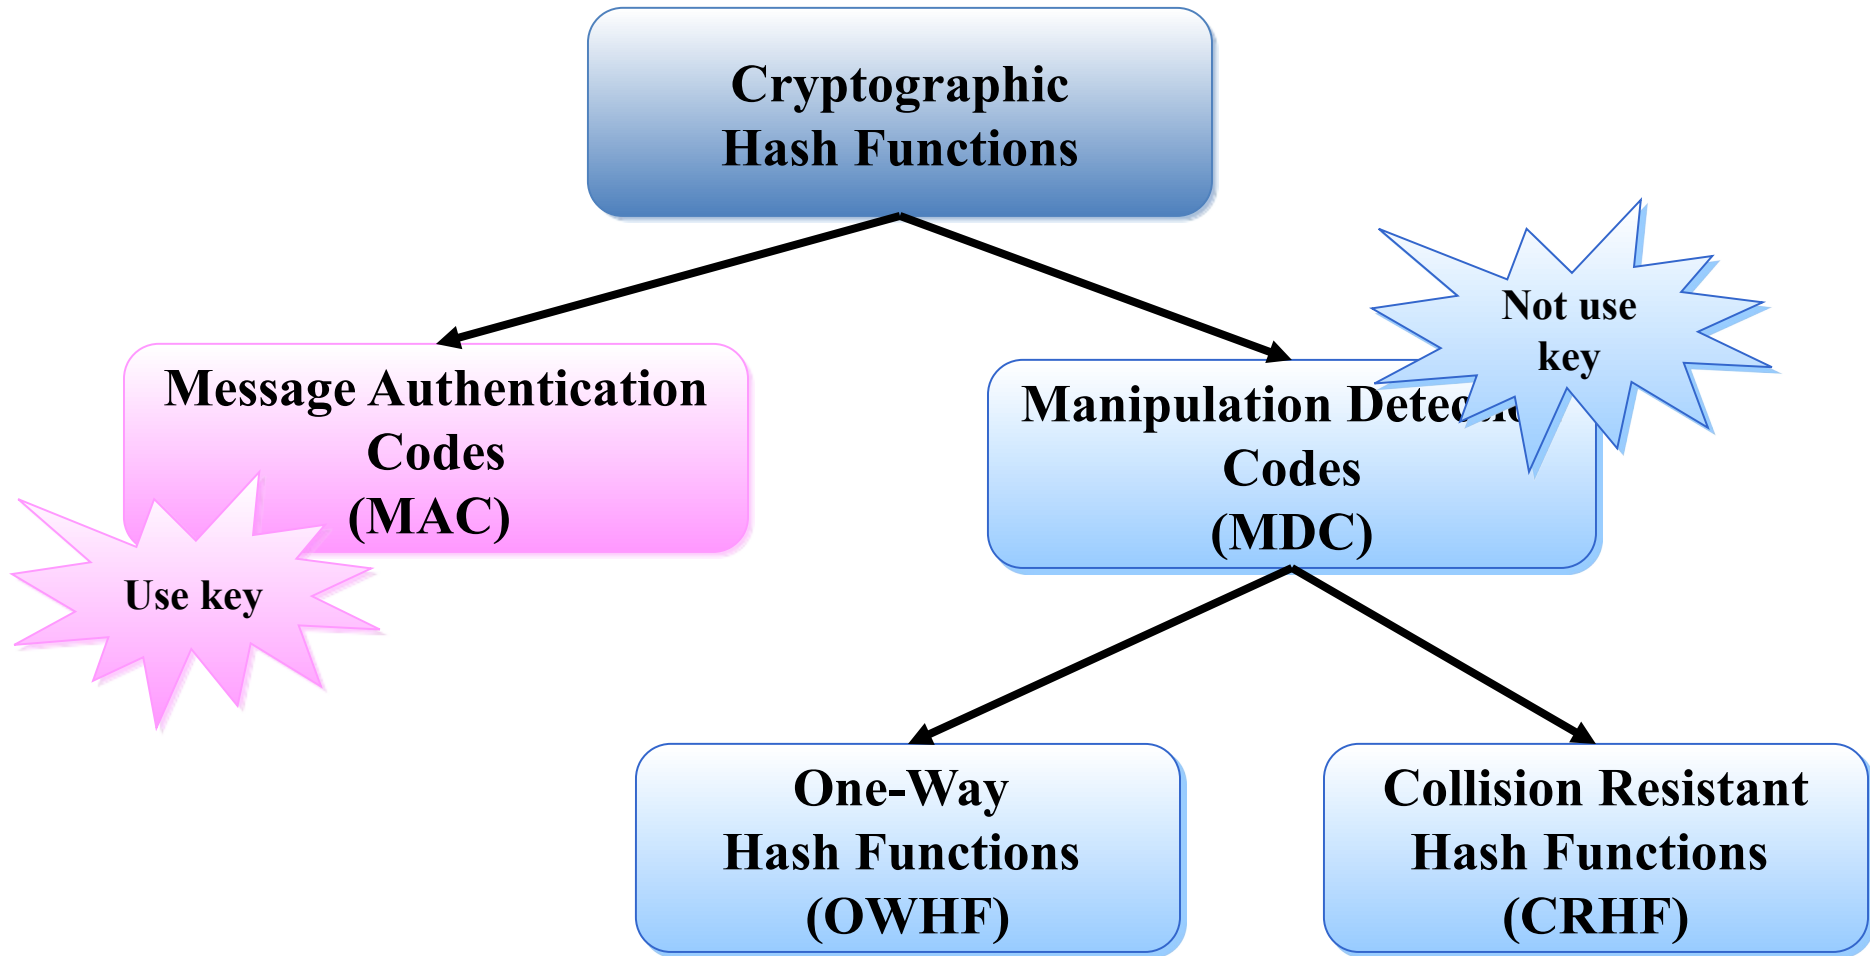 Cryptographic
Hash Functions
Not use
key
Message Authentication
Codes
(MAC)
Manipulation
Codes
(MDC)
Use key
One-Way
Hash Functions
(OWHF)
Collision Resistant
Hash Functions
(CRHF)